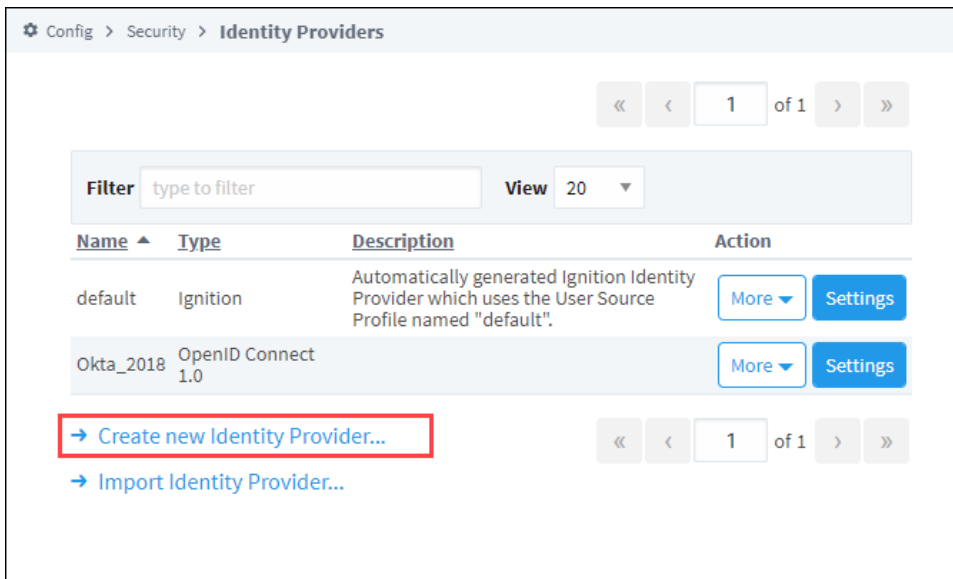 Config > Security > Identity Providers
« ‹ 1 of 1 › »
Filter type to filter View 20 ▼
Name ▲ Type Description Action
default Ignition Automatically generated Ignition Identity
Provider which uses the User Source
Profile named "default". More ▼ Settings
Okta_2018 OpenID Connect
1.0 More ▼ Settings
→ Create new Identity Provider... « ‹ 1 of 1 › »
→ Import Identity Provider...